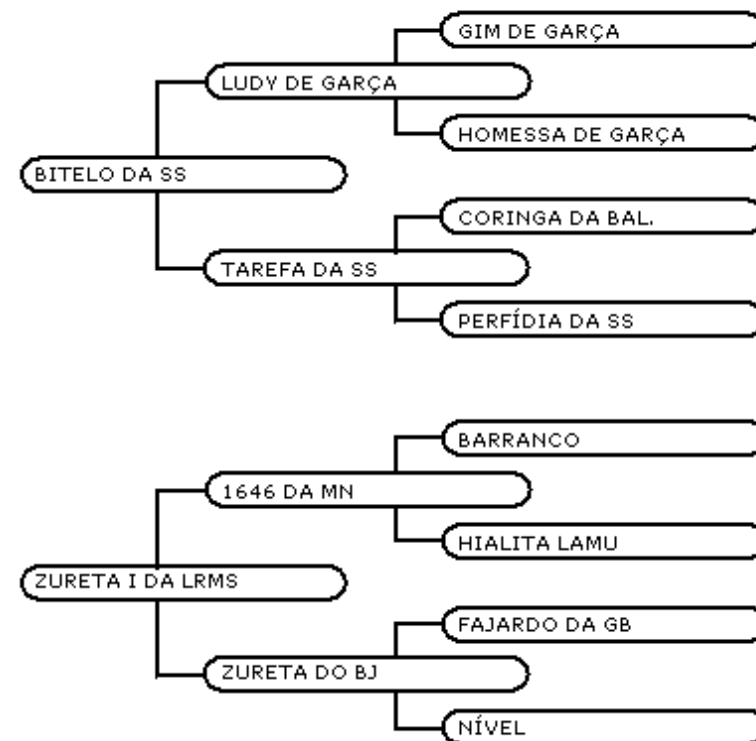 GIM DE GARÇA
LUDY DE GARÇA
HOMESSA DE GARÇA
BITELO DA SS
CORINGA DA BAL.
TAREFA DA SS
PERFÍDIA DA SS
BARRANCO
1646 DA MN
HIALITA LAMU
ZURETA I DA LRMS
FAJARDO DA GB
ZURETA DO BJ
NÍVEL